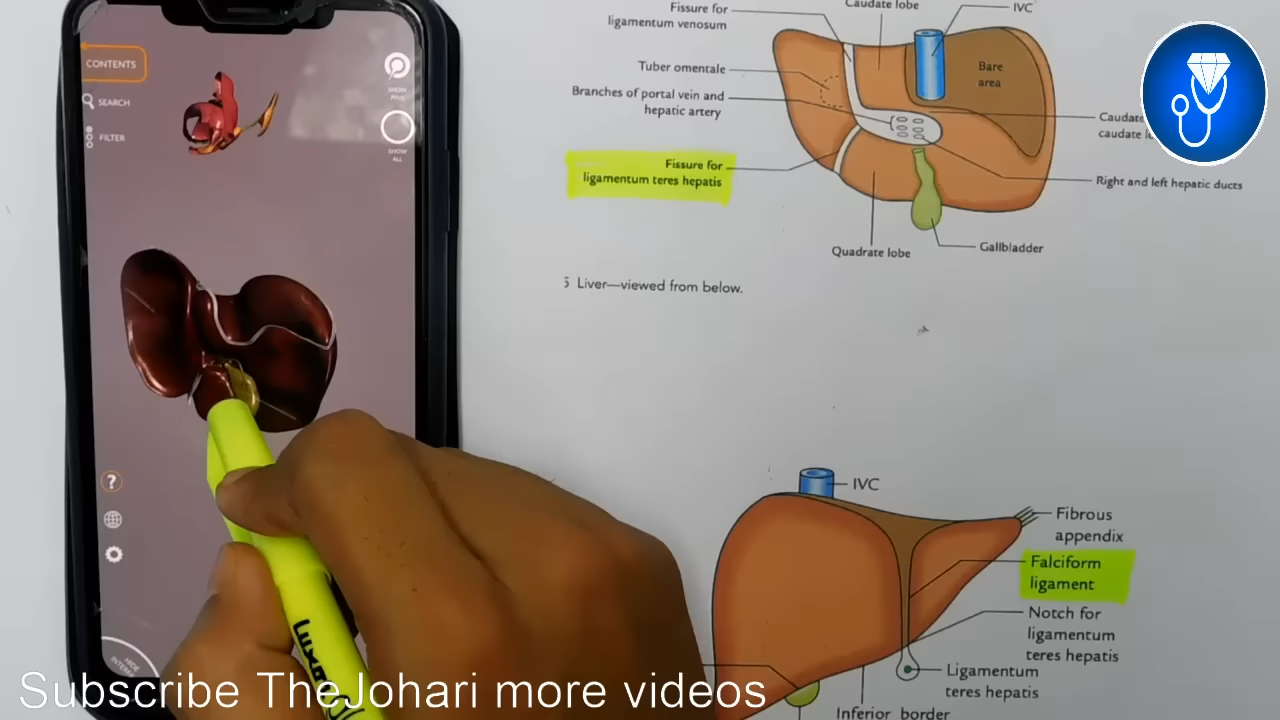 CONTENTS
SEARCH
FILTER
SHOW
ALL
?
Fissure for
ligamentum venosum
Caudate lobe
IVC
Tuber omentale
Bare
area
Branches of portal vein and
hepatic artery
Fissure for
ligamentum teres hepatis
Right and left hepatic ducts
Quadrate lobe
Gallbladder
5 Liver—viewed from below.
IVC
Fibrous
appendix
Falciform
ligament
Notch for
ligamentum
teres hepatis
Ligamentum
teres hepatis
Inferior border
Subscribe TheJohari more videos